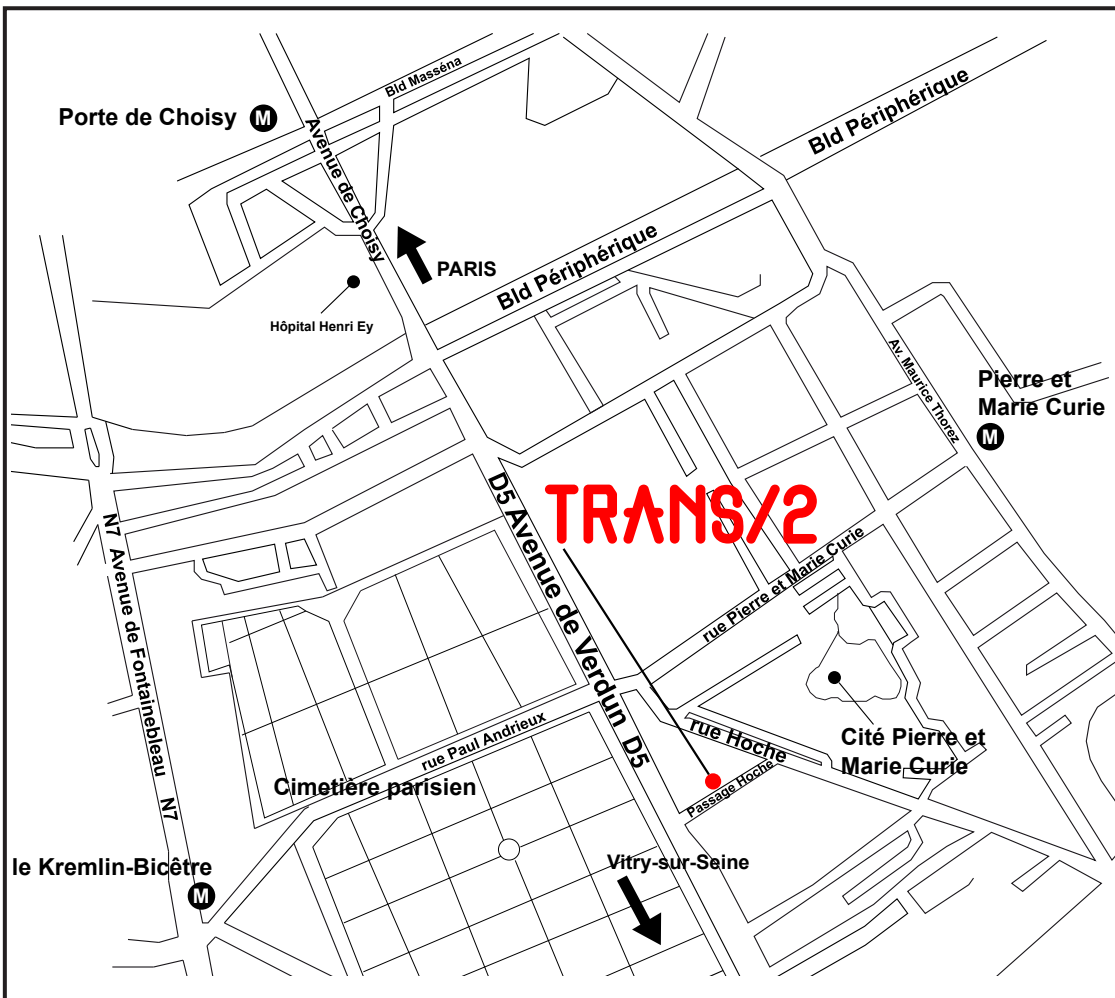 Bld Masséna
Porte de Choisy M
Avenue de Choisy
Bld Périphérique
PARIS
Bld Périphérique
Hôpital Henri Ey
Av. Maurice Thorez
Pierre et
Marie Curie
M
TRANS/2
D5 Avenue de Verdun D5
N7 Avenue de Fontainebleau N7
rue Pierre et Marie Curie
rue Paul Andrieux
rue Hoche
Cité Pierre et
Marie Curie
Cimetière parisien
Passage Hoche
le Kremlin-Bicêtre
M
Vitry-sur-Seine